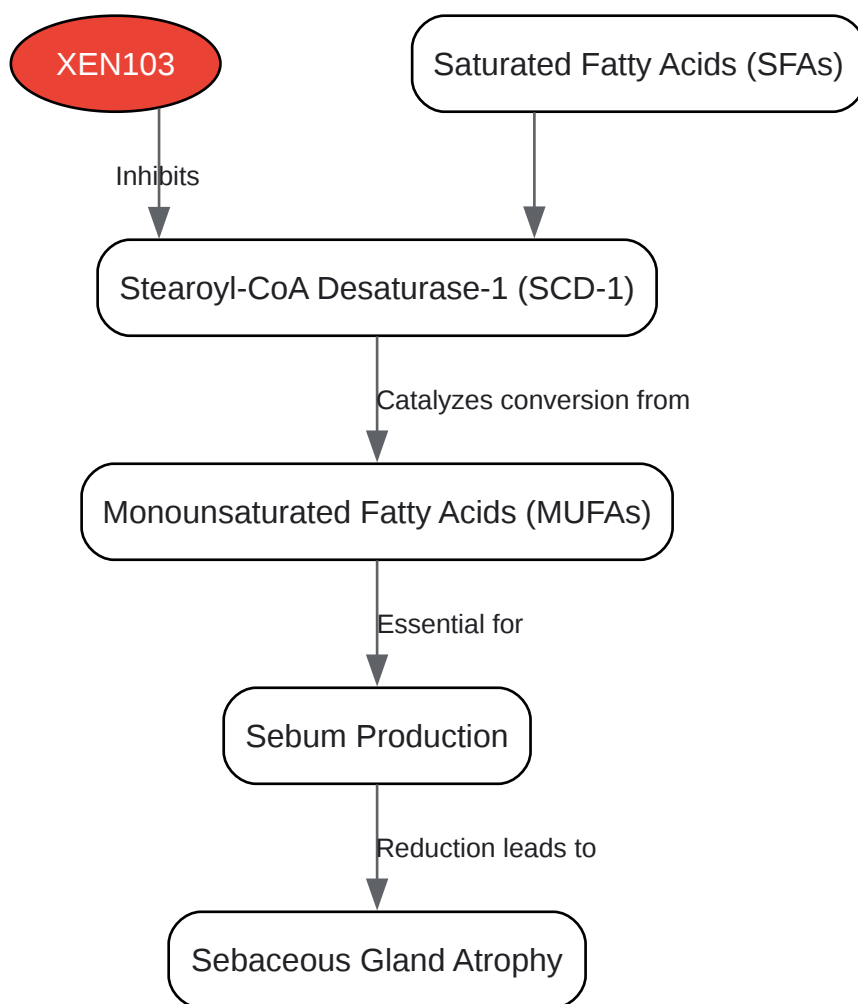 XEN103
Saturated Fatty Acids (SFAs)
Inhibits
Stearoyl-CoA Desaturase-1 (SCD-1)
Catalyzes conversion from
Monounsaturated Fatty Acids (MUFAs)
Essential for
Sebum Production
Reduction leads to
Sebaceous Gland Atrophy